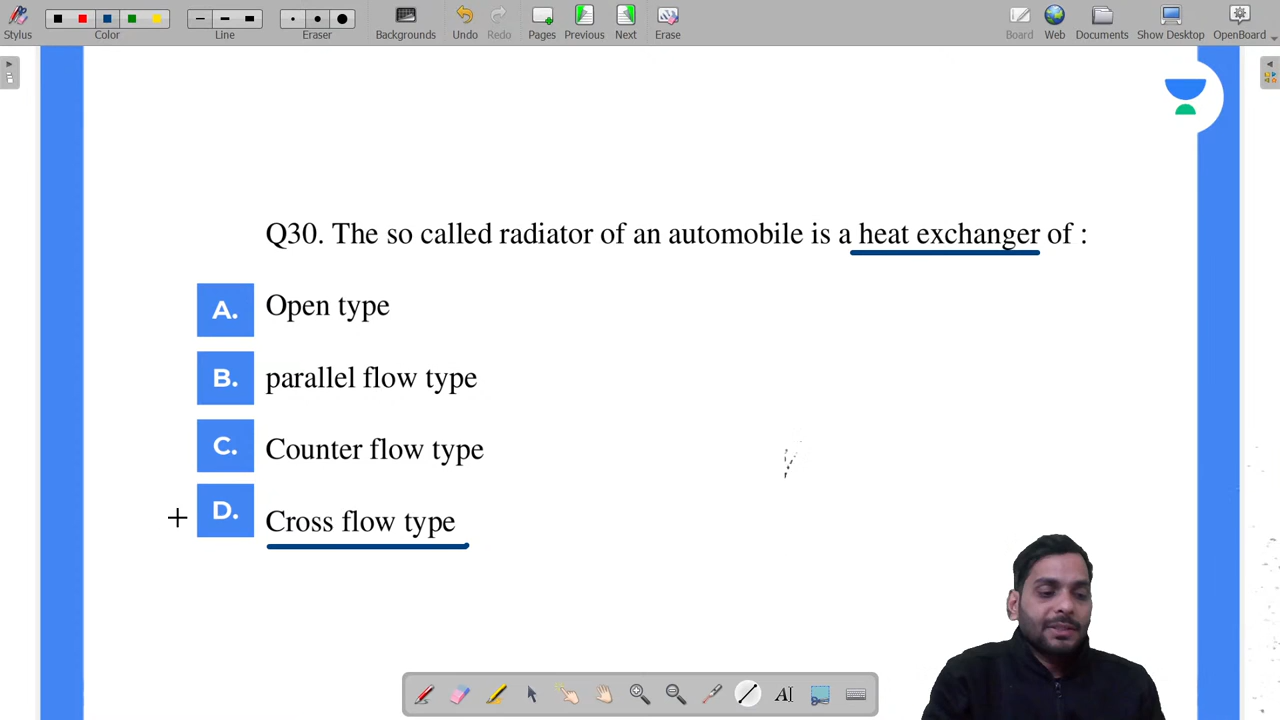 Stylus
Color
Line
Eraser
Backgrounds
Undo
Redo
Pages
Previous
Next
Erase
Board
Web
Documents
Show Desktop
OpenBoard
Q30. The so called radiator of an automobile is a heat exchanger of :
A. Open type
B. parallel flow type
C. Counter flow type
D. Cross flow type
AI